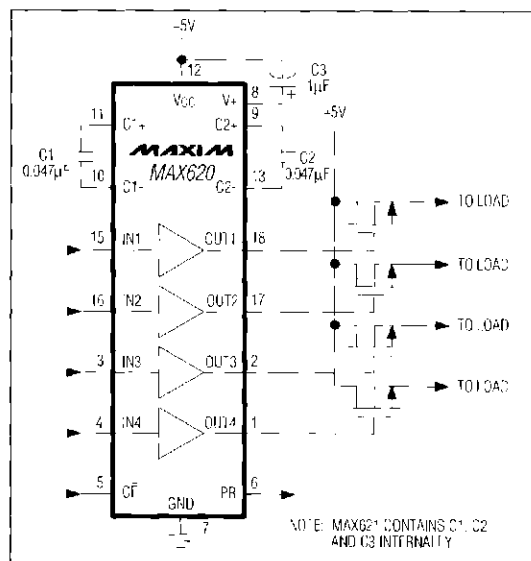 +5V
12
C3
1µF
VCC
V+
8
11
C1+
C2+
9
+5V
MAXIM
MAX620
C1
0.047µF
C2
0.047µF
10
C1-
C2-
13
TO LOAD
15
IN1
OUT1
18
TO LOAD
16
IN2
OUT2
17
TO LOAD
3
IN3
OUT3
2
TO LOAD
4
IN4
OUT4
1
5
CE
PR
6
GND
7
NOTE: MAX621 CONTAINS C1, C2
AND C3 INTERNALLY